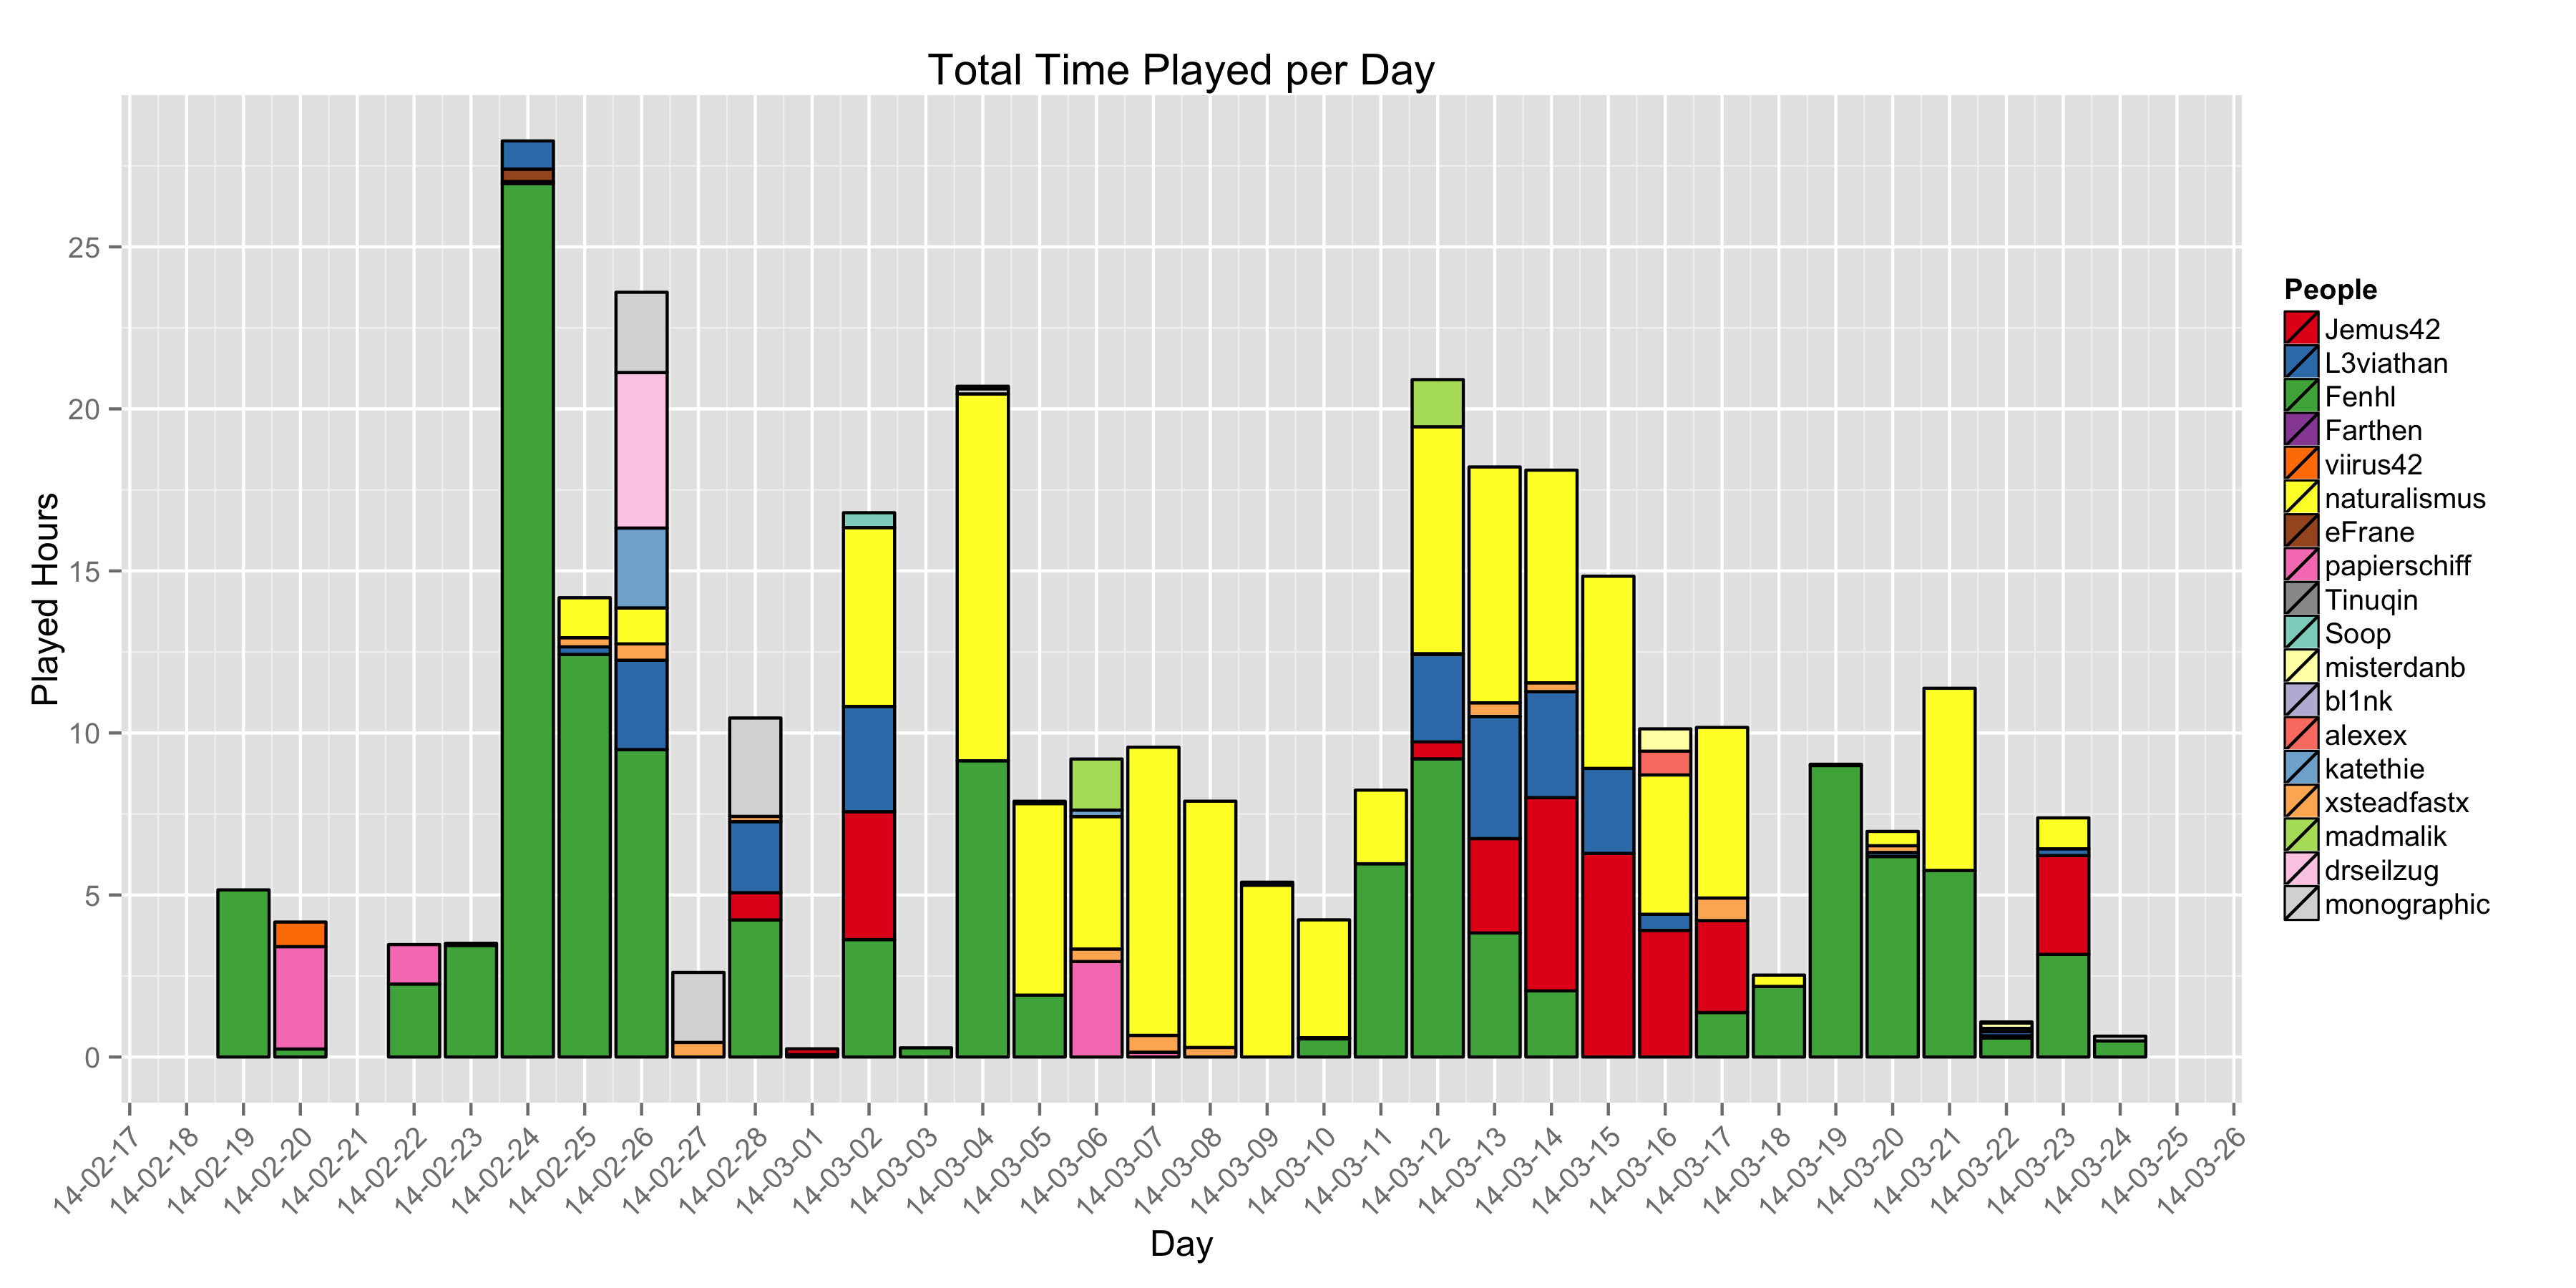 Total Time Played per Day
Played Hours
25
20
15
10
5
0
14-02-17
14-02-18
14-02-19
14-02-20
14-02-21
14-02-22
14-02-23
14-02-24
14-02-25
14-02-26
14-02-27
14-02-28
14-03-01
14-03-02
14-03-03
14-03-04
14-03-05
14-03-06
14-03-07
14-03-08
14-03-09
14-03-10
14-03-11
14-03-12
14-03-13
14-03-14
14-03-15
14-03-16
14-03-17
14-03-18
14-03-19
14-03-20
14-03-21
14-03-22
14-03-23
14-03-24
14-03-25
14-03-26
Day
People
Jemus42
L3viathan
Fenhl
Farthen
viirus42
naturalismus
eFrane
papierschiff
Tinuqin
Soop
misterdanb
bl1nk
alexex
katethie
xsteadfastx
madmalik
drseilzug
monographic